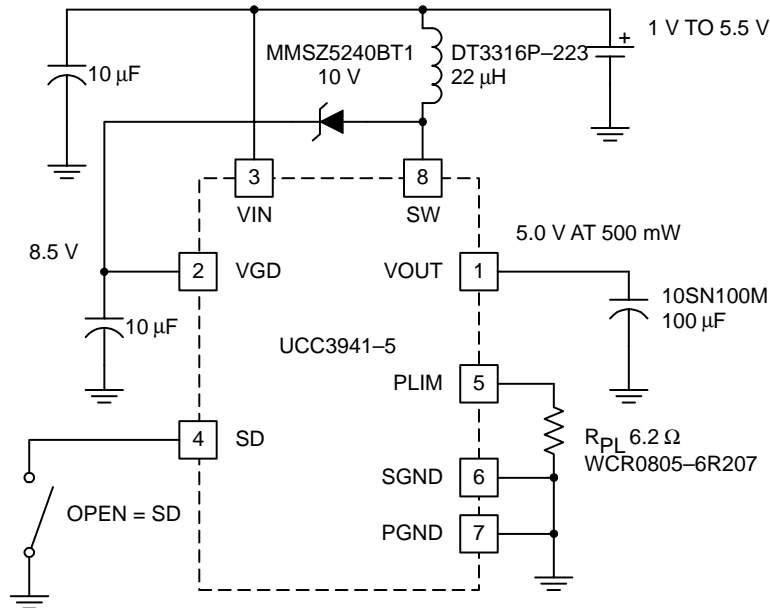 1 V TO 5.5 V
+
MMSZ5240BT1
10 V
DT3316P–223
22 μH
10 μF
3
8
VIN
SW
8.5 V
5.0 V AT 500 mW
2
VGD
VOUT
1
10SN100M
100 μF
10 μF
UCC3941–5
PLIM
5
4
SD
RPL 6.2 Ω
WCR0805–6R207
SGND
6
OPEN = SD
PGND
7